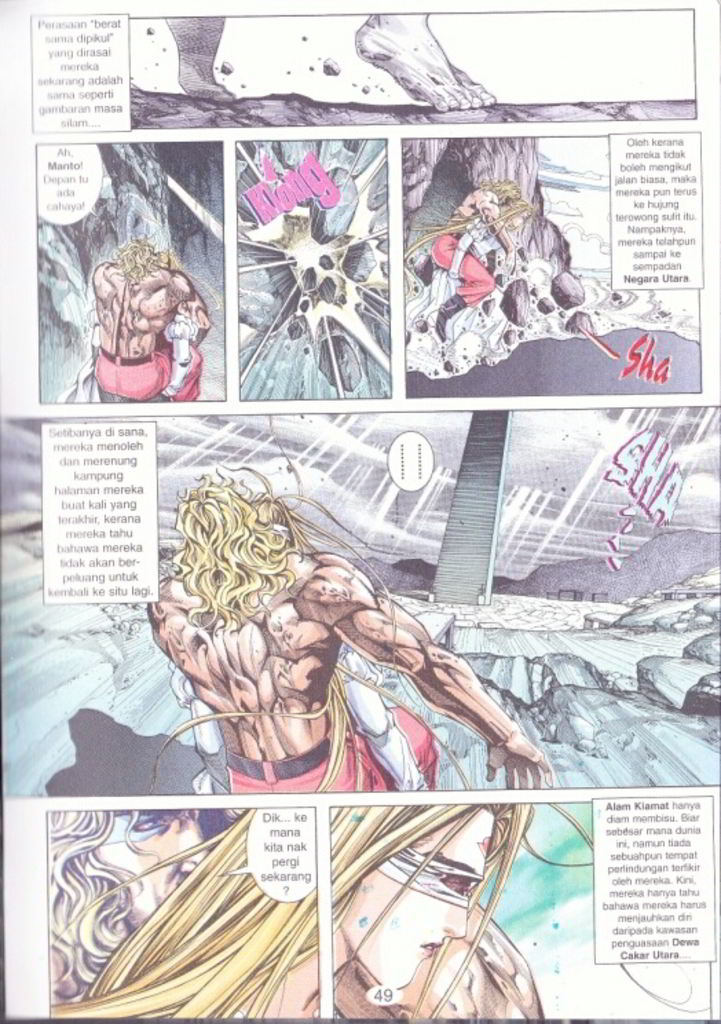 Perasaan "berat
sama dipikul"
yang dirasai
mereka
sekarang adalah
sama seperti
gambaran masa
silam....
Ah,
Manto!
Depan tu
ada
cahaya!
Klong
Oleh kerana
mereka tidak
boleh mengikut
jalan biasa, maka
mereka pun terus
ke hujung
terowong sulit itu.
Nampaknya,
mereka telahpun
sampai ke
sempadan
Negara Utara.
Sha
Setibanya di sana,
mereka menoleh
dan merenung
kampung
halaman mereka
buat kali yang
terakhir, kerana
mereka tahu
bahawa mereka
tidak akan ber-
peluang untuk
kembali ke situ lagi.
SHA
Dik... ke
mana
kita nak
pergi
sekarang
?
Alam Kiamat hanya
diam membisu. Biar
sebesar mana dunia
ini, namun tiada
sebuahpun tempat
perlindungan terfikir
oleh mereka. Kini,
mereka hanya tahu
bahawa mereka harus
menjauhkan diri
daripada kawasan
penguasaan Dewa
Cakar Utara....
49